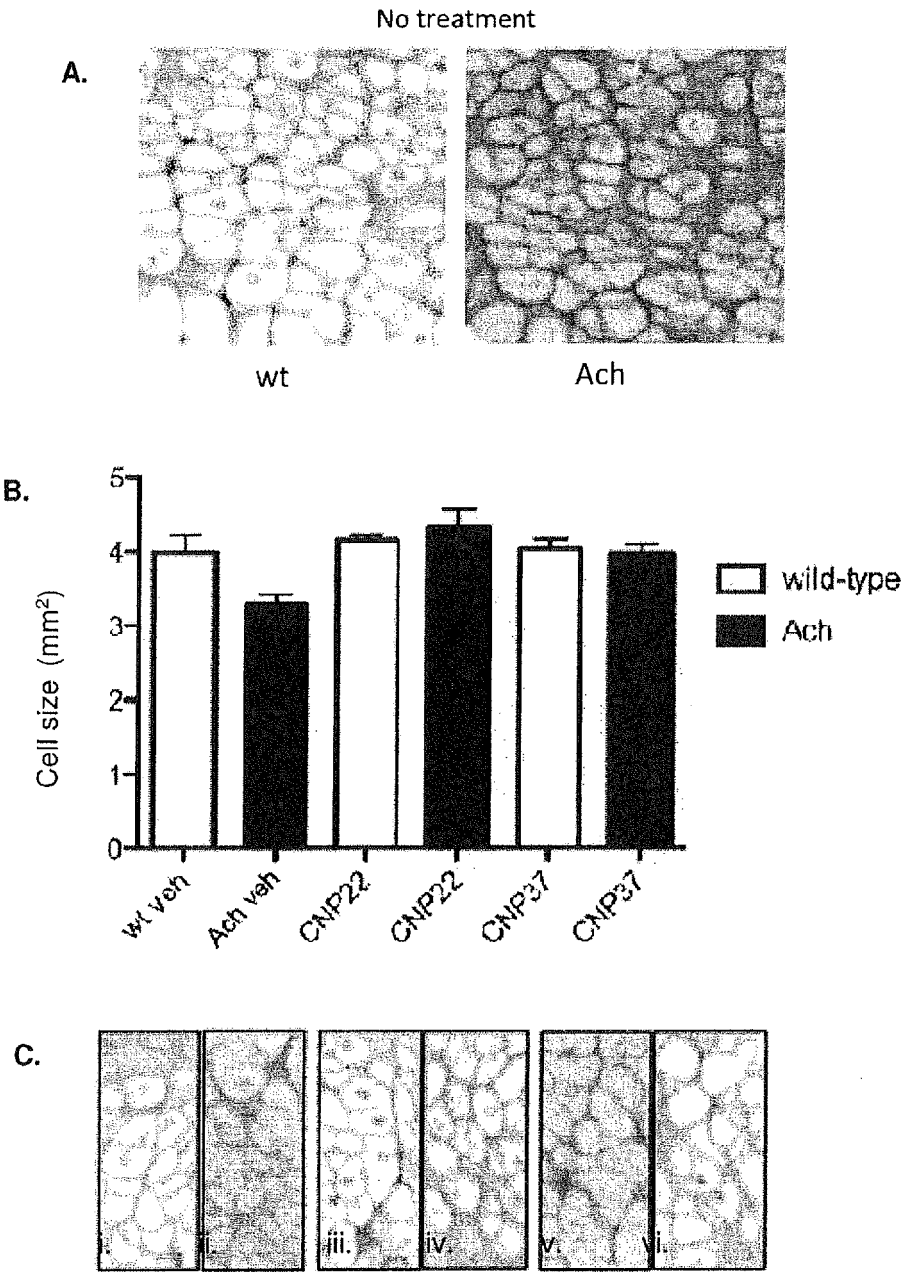 No treatment
A.
wt
Ach
B.
5
4
3
2
1
0
Cell size (mm²)
wt veh
Ach veh
CNP22
CNP22
CNP37
CNP37
wild-type
Ach
C.
i.
ii.
iii.
iv.
v.
vi.